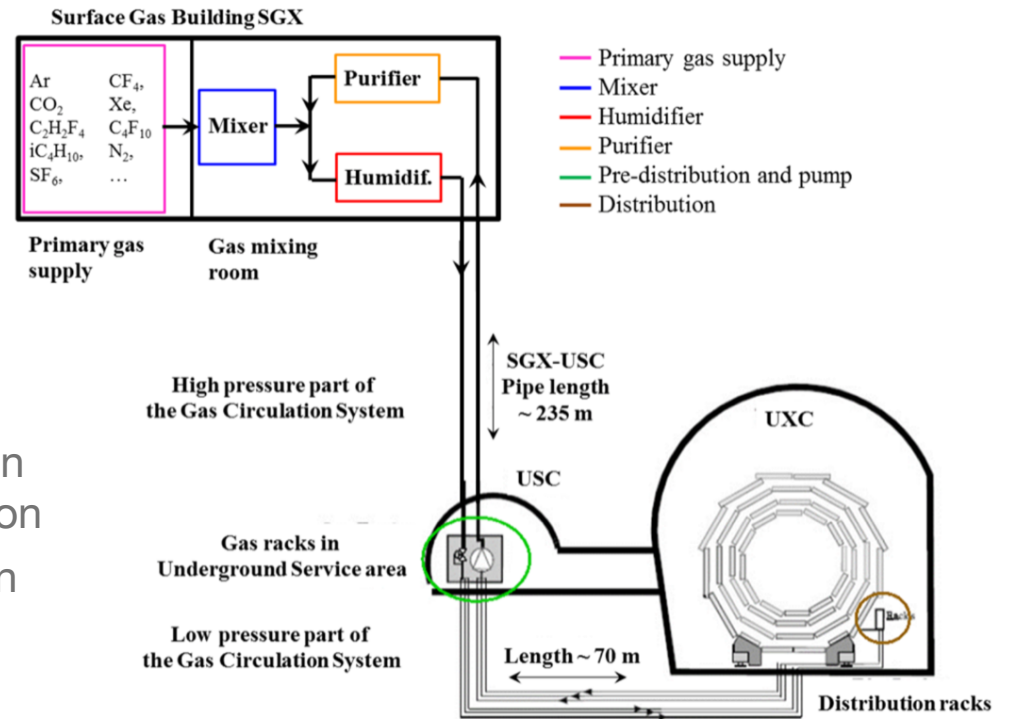 Surface Gas Building SGX
Ar CF₄,
CO₂ Xe,
C₂H₂F₄ C₄F₁₀
iC₄H₁₀, N₂,
SF₆, ...
Mixer
Purifier
Humidif.
Primary gas
supply
Gas mixing
room
Primary gas supply
Mixer
Humidifier
Purifier
Pre-distribution and pump
Distribution
High pressure part of
the Gas Circulation System
SGX-USC
Pipe length
~ 235 m
UXC
USC
n
on
n
Gas racks in
Underground Service area
Low pressure part of
the Gas Circulation System
Length ~ 70 m
Distribution racks